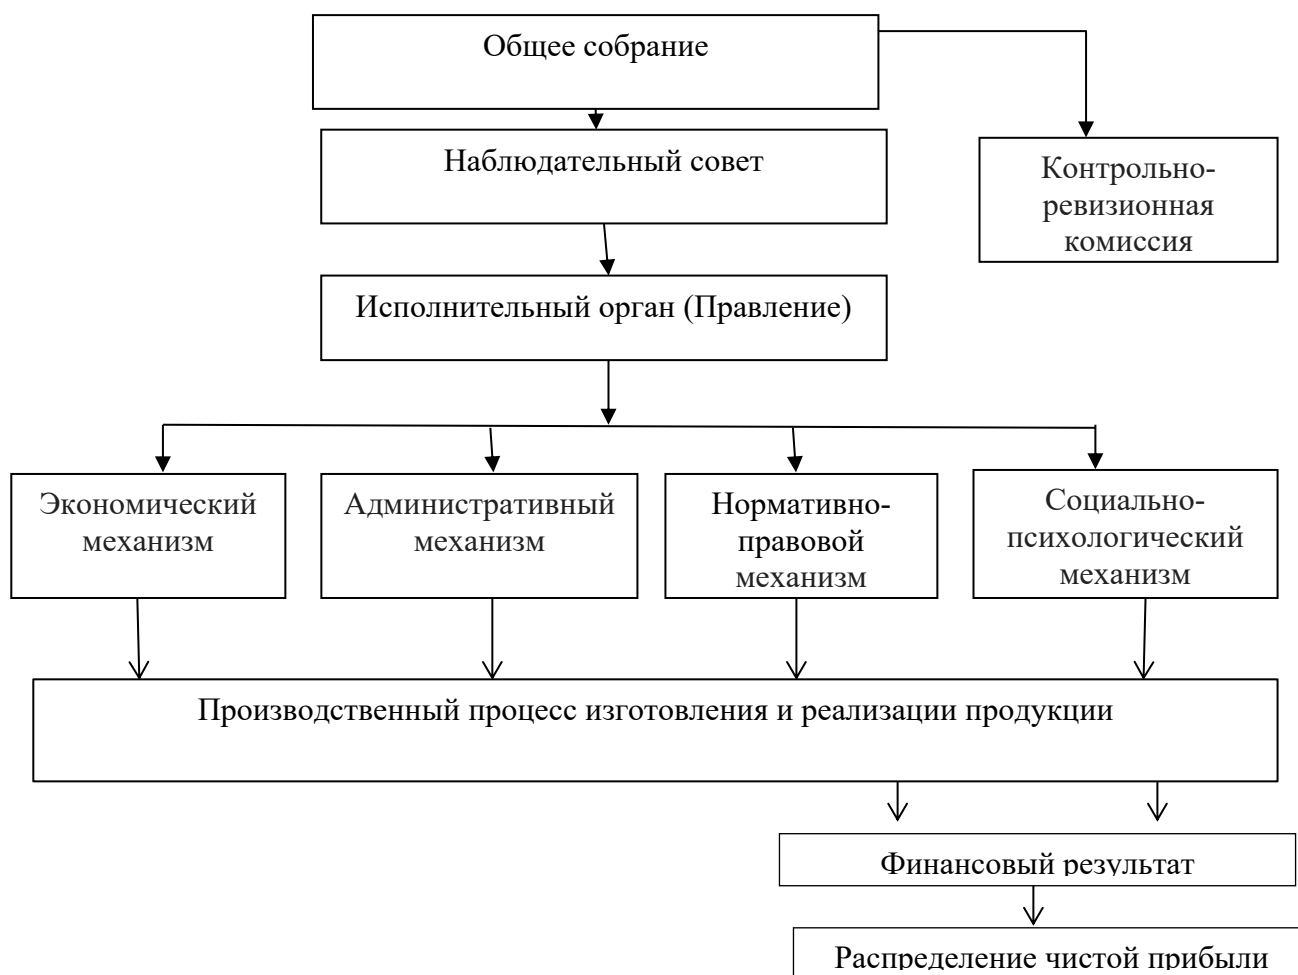 Общее собрание
Наблюдательный совет
Контрольно-
ревизионная
комиссия
Исполнительный орган (Правление)
Экономический
механизм
Административный
механизм
Нормативно-
правовой
механизм
Социально-
психологический
механизм
Производственный процесс изготовления и реализации продукции
Финансовый результат
Распределение чистой прибыли